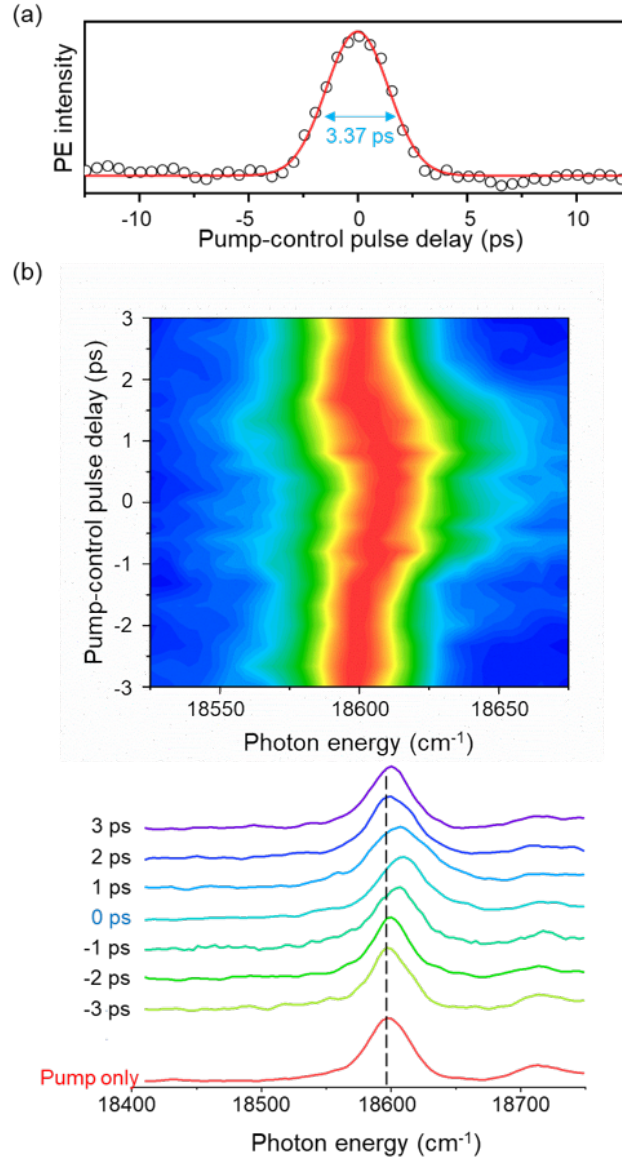 (a)
PE intensity
3.37 ps
-10 -5 0 5 10
Pump-control pulse delay (ps)
(b)
Pump-control pulse delay (ps)
3
2
1
0
-1
-2
-3
18550 18600 18650
Photon energy (cm⁻¹)
3 ps
2 ps
1 ps
0 ps
-1 ps
-2 ps
-3 ps
Pump only
18400 18500 18600 18700
Photon energy (cm⁻¹)